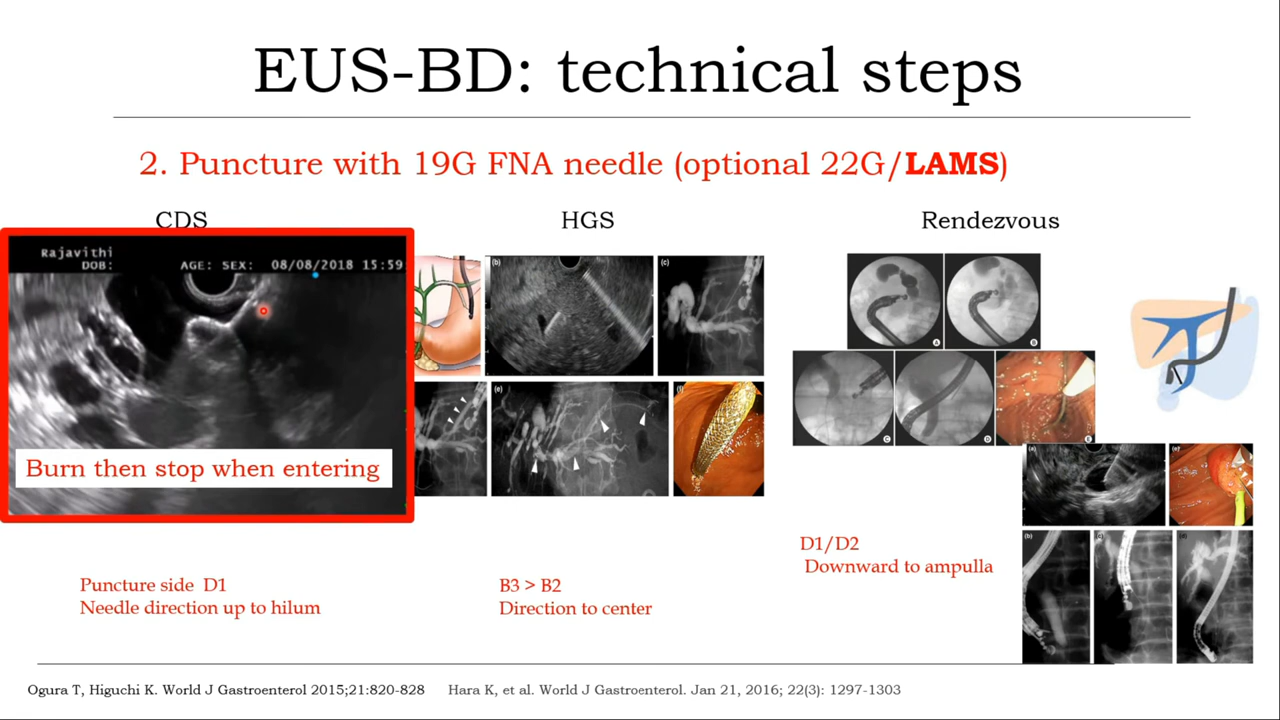 EUS-BD: technical steps
2. Puncture with 19G FNA needle (optional 22G/LAMS)
CDS
HGS
Rendezvous
Rajavithi
DOB:
AGE: SEX: 08/08/2018 15:59
Burn then stop when entering
(b)
(c)
(e)
(f)
A
B
C
D
E
(a)
(e)
(b)
(c)
(d)
Puncture side D1
Needle direction up to hilum
B3 > B2
Direction to center
D1/D2
Downward to ampulla
Ogura T, Higuchi K. World J Gastroenterol 2015;21:820-828
Hara K, et al. World J Gastroenterol. Jan 21, 2016; 22(3): 1297-1303